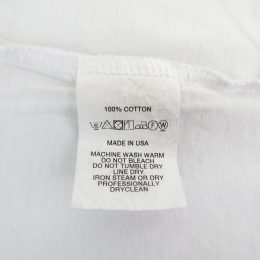 100% COTTON
MADE IN USA
MACHINE WASH WARM
DO NOT BLEACH
DO NOT TUMBLE DRY
LINE DRY
IRON STEAM OR DRY
PROFESSIONALLY
DRYCLEAN